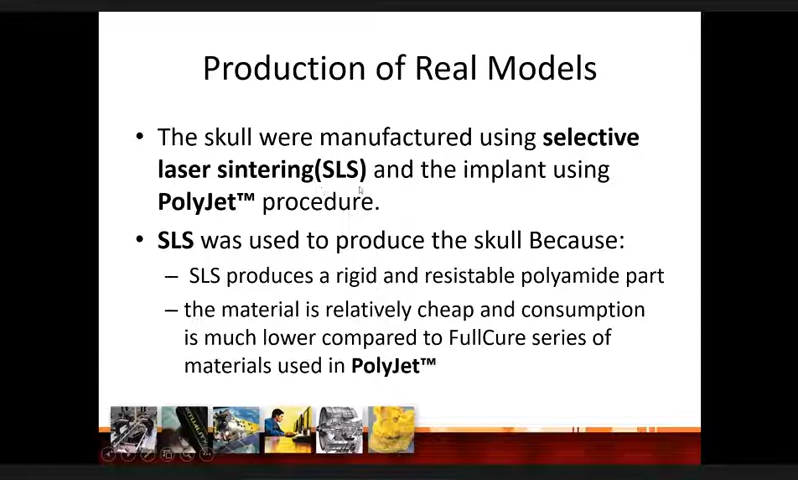 Production of Real Models
• The skull were manufactured using selective
laser sintering(SLS) and the implant using
PolyJet™ procedure.
• SLS was used to produce the skull Because:
– SLS produces a rigid and resistable polyamide part
– the material is relatively cheap and consumption
is much lower compared to FullCure series of
materials used in PolyJet™